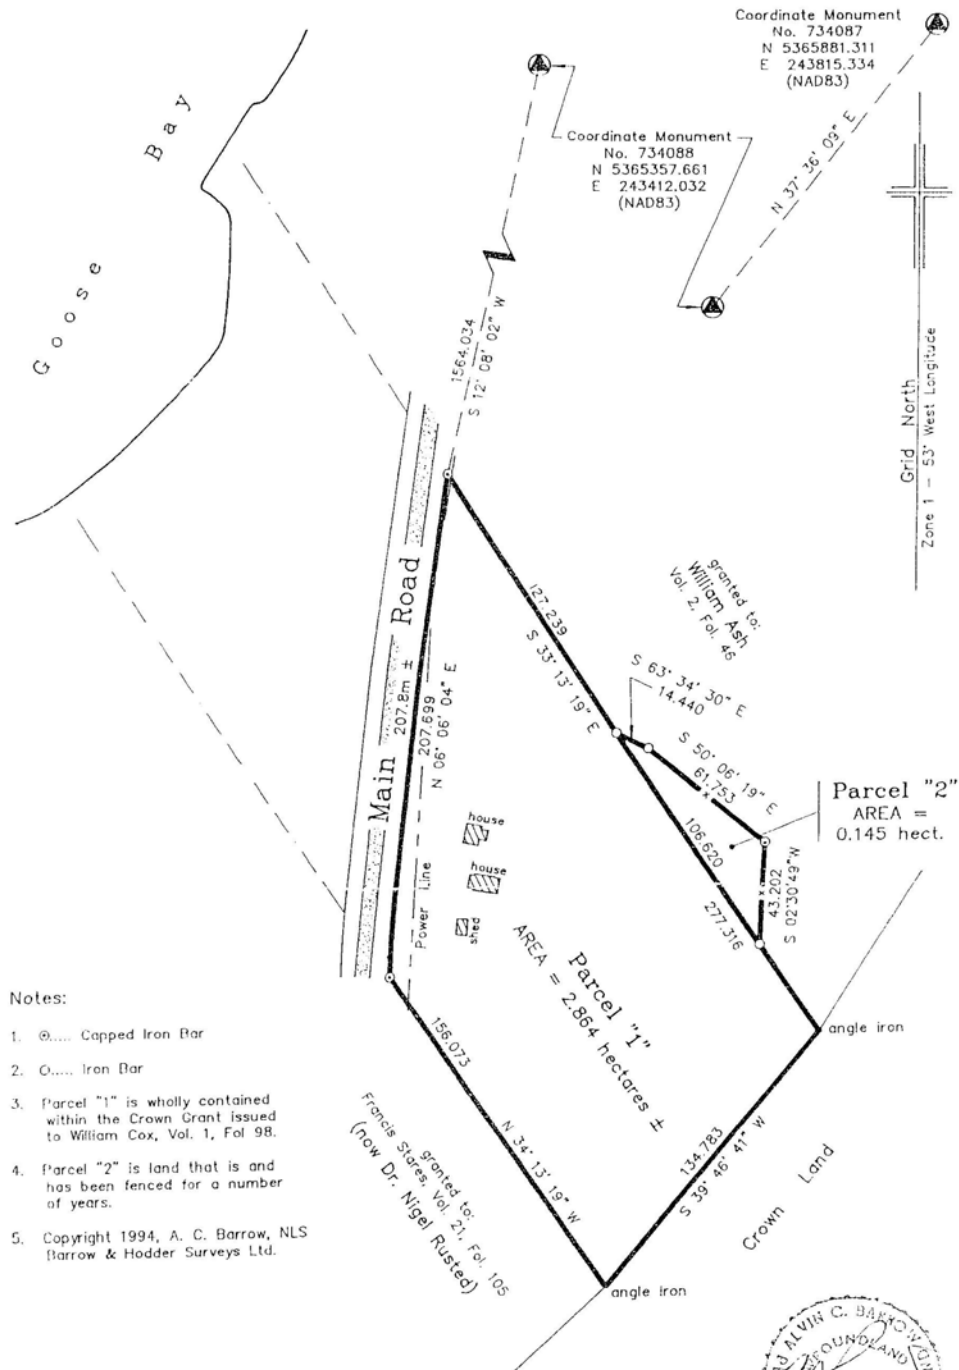 Coordinate Monument
No. 734087
N 5365881.311
E 243815.334
(NAD83)
Coordinate Monument
No. 734088
N 5365357.661
E 243412.032
(NAD83)
N 37° 36' 09" E
Goose Bay
1564.034
S 12° 08' 02" W
Grid North
Zone 1 - 53° West Longitude
Main Road
207.8m ±
207.699
N 06° 06' 04" E
Power Line
127.239
S 33° 13' 19" E
granted to:
William Ash
Vol. 2, Fol. 46
S 63° 34' 30" E
14.440
S 50° 06' 19" E
61.753
Parcel "2"
AREA =
0.145 hect.
106.620
277.316
43.202
S 02°30'49"W
house
house
shed
Parcel "1"
AREA = 2.864 hectares ±
156.073
N 34° 13' 19" W
granted to:
Francis Stares, Vol. 21, Fol. 105
(now Dr. Nigel Rusted)
134.783
S 39° 46' 41" W
Crown Land
angle iron
angle iron
Notes:
1. ..... Capped Iron Bar
2. O..... Iron Bar
3. Parcel "1" is wholly contained
within the Crown Grant issued
to William Cox, Vol. 1, Fol 98.
4. Parcel "2" is land that is and
has been fenced for a number
of years.
5. Copyright 1994, A. C. Barrow, NLS
Barrow & Hodder Surveys Ltd.
ALVIN C. BARROW